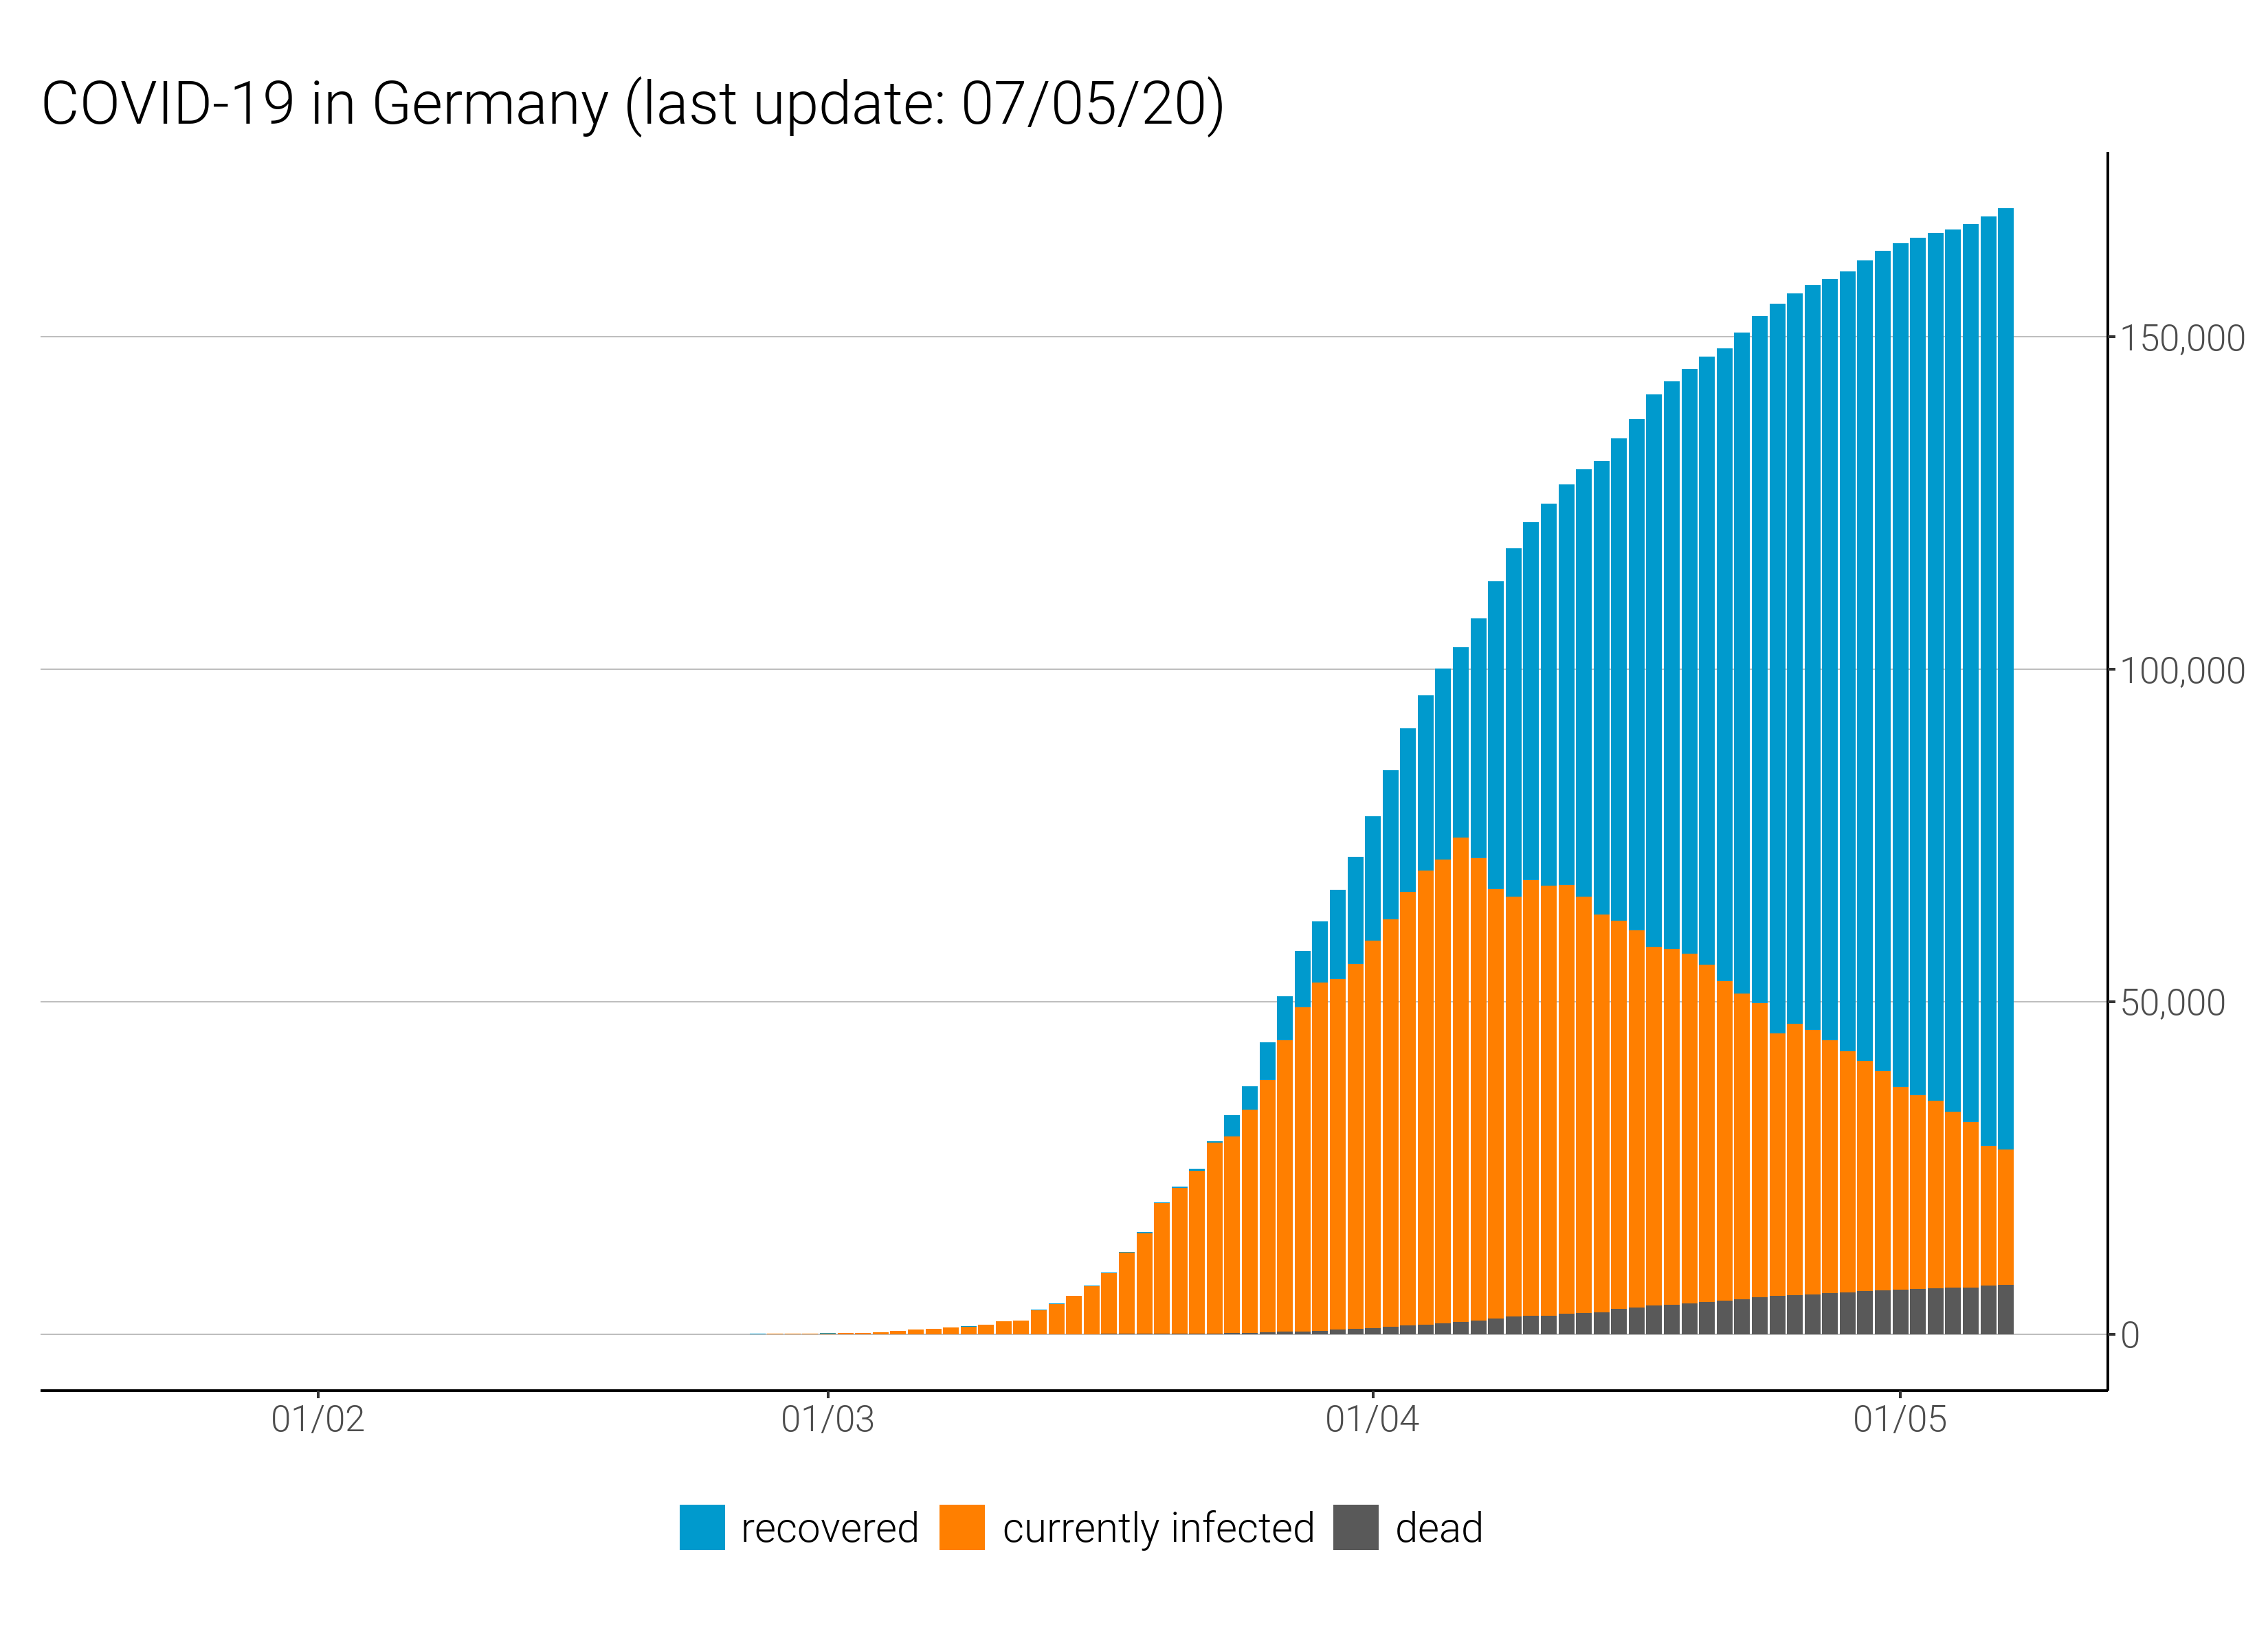 COVID-19 in Germany (last update: 07/05/20)
150,000
100,000
50,000
0
01/02 01/03 01/04 01/05
recovered currently infected dead